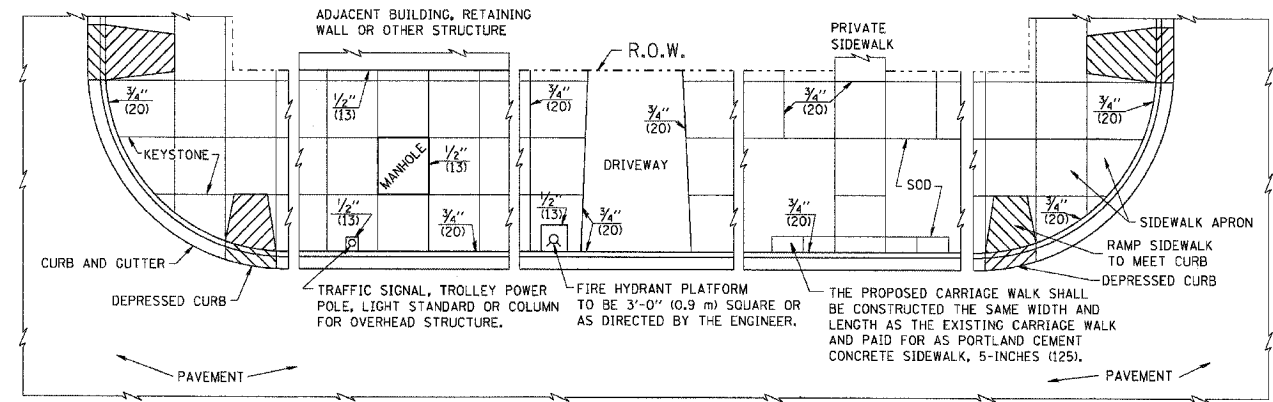 ADJACENT BUILDING, RETAINING
WALL OR OTHER STRUCTURE
R.O.W.
PRIVATE
SIDEWALK
3/4"
(20)
1/2"
(13)
3/4"
(20)
3/4"
(20)
3/4"
(20)
3/4"
(20)
KEYSTONE
MANHOLE
1/2"
(13)
DRIVEWAY
SOD
1/2"
(13)
3/4"
(20)
1/2"
(13)
3/4"
(20)
3/4"
(20)
3/4"
(20)
SIDEWALK APRON
RAMP SIDEWALK
TO MEET CURB
CURB AND GUTTER
DEPRESSED CURB
DEPRESSED CURB
TRAFFIC SIGNAL, TROLLEY POWER
POLE, LIGHT STANDARD OR COLUMN
FOR OVERHEAD STRUCTURE.
FIRE HYDRANT PLATFORM
TO BE 3'-0" (0.9 m) SQUARE OR
AS DIRECTED BY THE ENGINEER.
THE PROPOSED CARRIAGE WALK SHALL
BE CONSTRUCTED THE SAME WIDTH AND
LENGTH AS THE EXISTING CARRIAGE WALK
AND PAID FOR AS PORTLAND CEMENT
CONCRETE SIDEWALK, 5-INCHES (125).
PAVEMENT
PAVEMENT